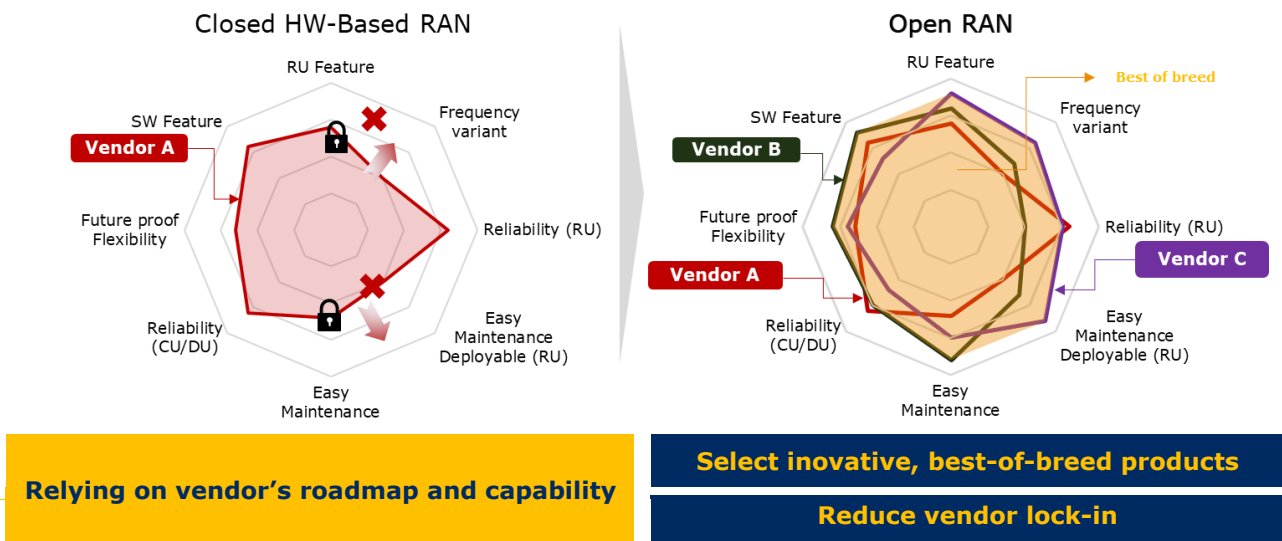 Closed HW-Based RAN
RU Feature
SW Feature
Frequency
variant
Vendor A
Future proof
Flexibility
Reliability (RU)
Reliability
(CU/DU)
Easy
Maintenance
Deployable (RU)
Easy
Maintenance
Relying on vendor’s roadmap and capability
Open RAN
RU Feature
Best of breed
SW Feature
Frequency
variant
Vendor B
Future proof
Flexibility
Reliability (RU)
Vendor A
Vendor C
Reliability
(CU/DU)
Easy
Maintenance
Deployable (RU)
Easy
Maintenance
Select inovative, best-of-breed products
Reduce vendor lock-in